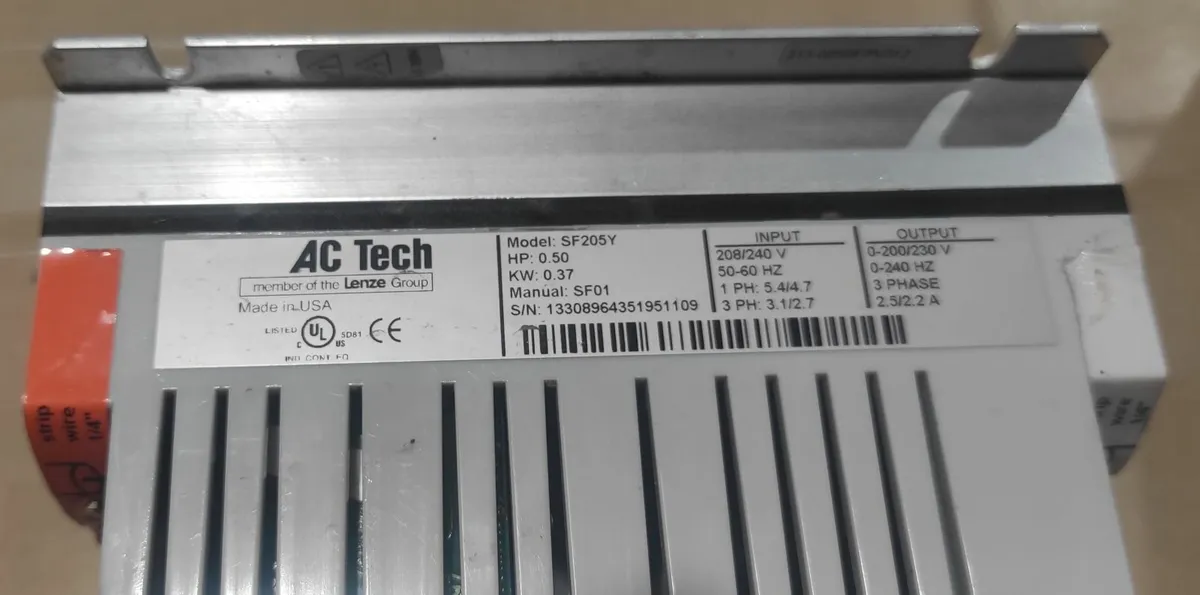 AC Tech
member of the Lenze Group
Made in USA
LISTED
UL
C
US
5D81
CE
IND CONT EQ
Model: SF205Y
HP: 0.50
KW: 0.37
Manual: SF01
S/N: 13308964351951109
INPUT
208/240 V
50-60 HZ
1 PH: 5.4/4.7
3 PH: 3.1/2.7
OUTPUT
0-200/230 V
0-240 HZ
3 PHASE
2.5/2.2 A
strip
wire
1/4"